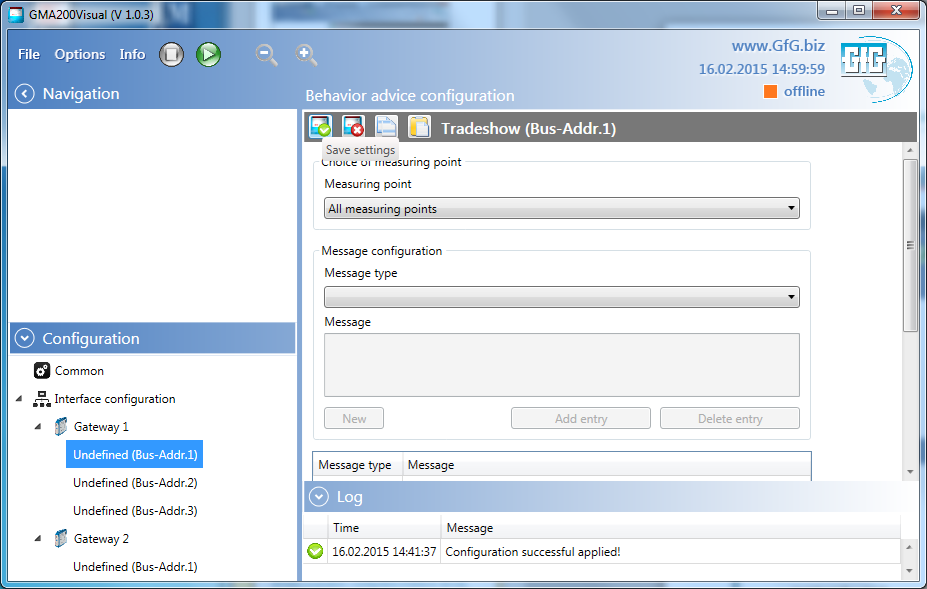 GMA200Visual (V 1.0.3)
File Options Info
www.GfG.biz
16.02.2015 14:59:59
offline
GfG
Navigation
Behavior advice configuration
Tradeshow (Bus-Addr.1)
Save settings
Choice of measuring point
Measuring point
All measuring points
Message configuration
Message type
Message
New Add entry Delete entry
Message type Message
Configuration
Common
Interface configuration
Gateway 1
Undefined (Bus-Addr.1)
Undefined (Bus-Addr.2)
Undefined (Bus-Addr.3)
Gateway 2
Undefined (Bus-Addr.1)
Log
Time Message
16.02.2015 14:41:37 Configuration successful applied!